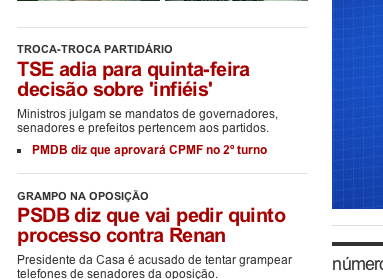 TROCA-TROCA PARTIDÁRIO
TSE adia para quinta-feira
decisão sobre 'infiéis'
Ministros julgam se mandatos de governadores,
senadores e prefeitos pertencem aos partidos.
PMDB diz que aprovará CPMF no 2º turno
GRAMPO NA OPOSIÇÃO
PSDB diz que vai pedir quinto
processo contra Renan
Presidente da Casa é acusado de tentar grampear
telefones de senadores da oposição.